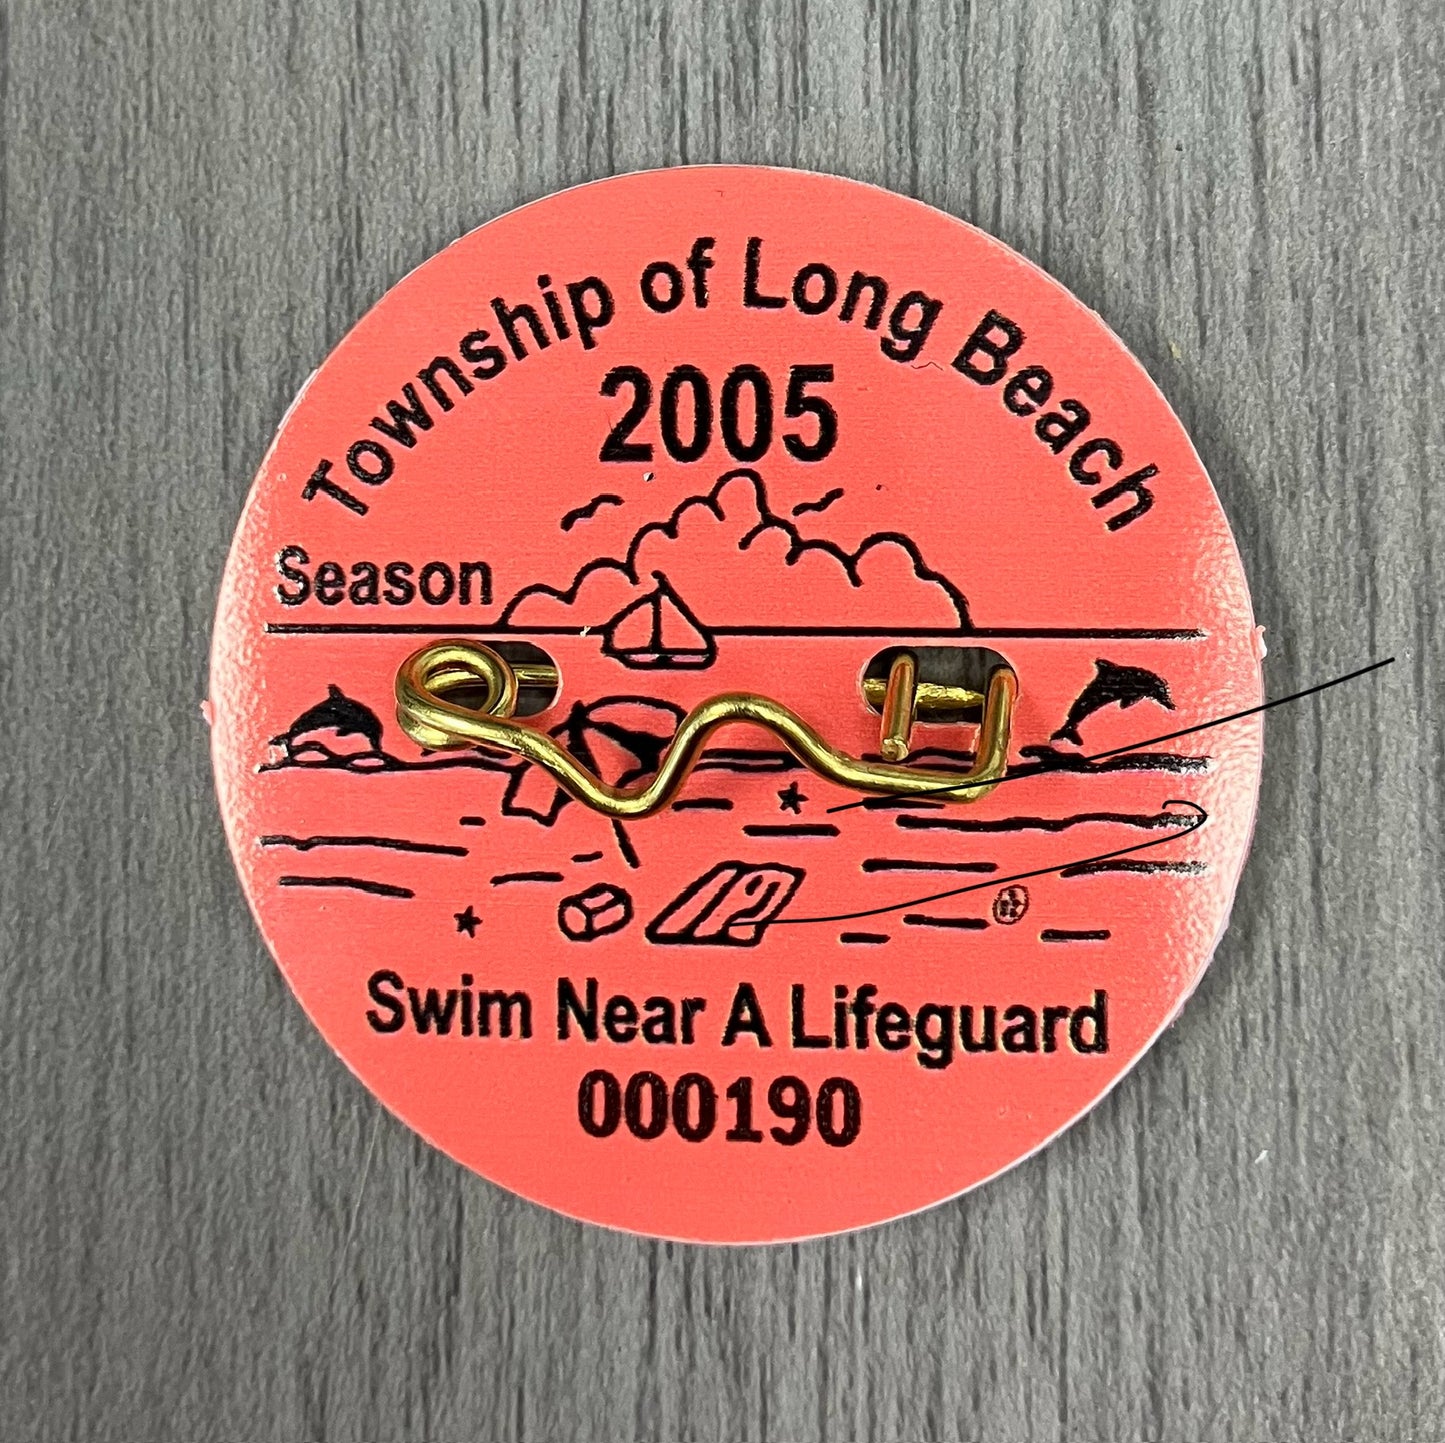 Township of Long Beach
2005
Season
Swim Near A Lifeguard
000190